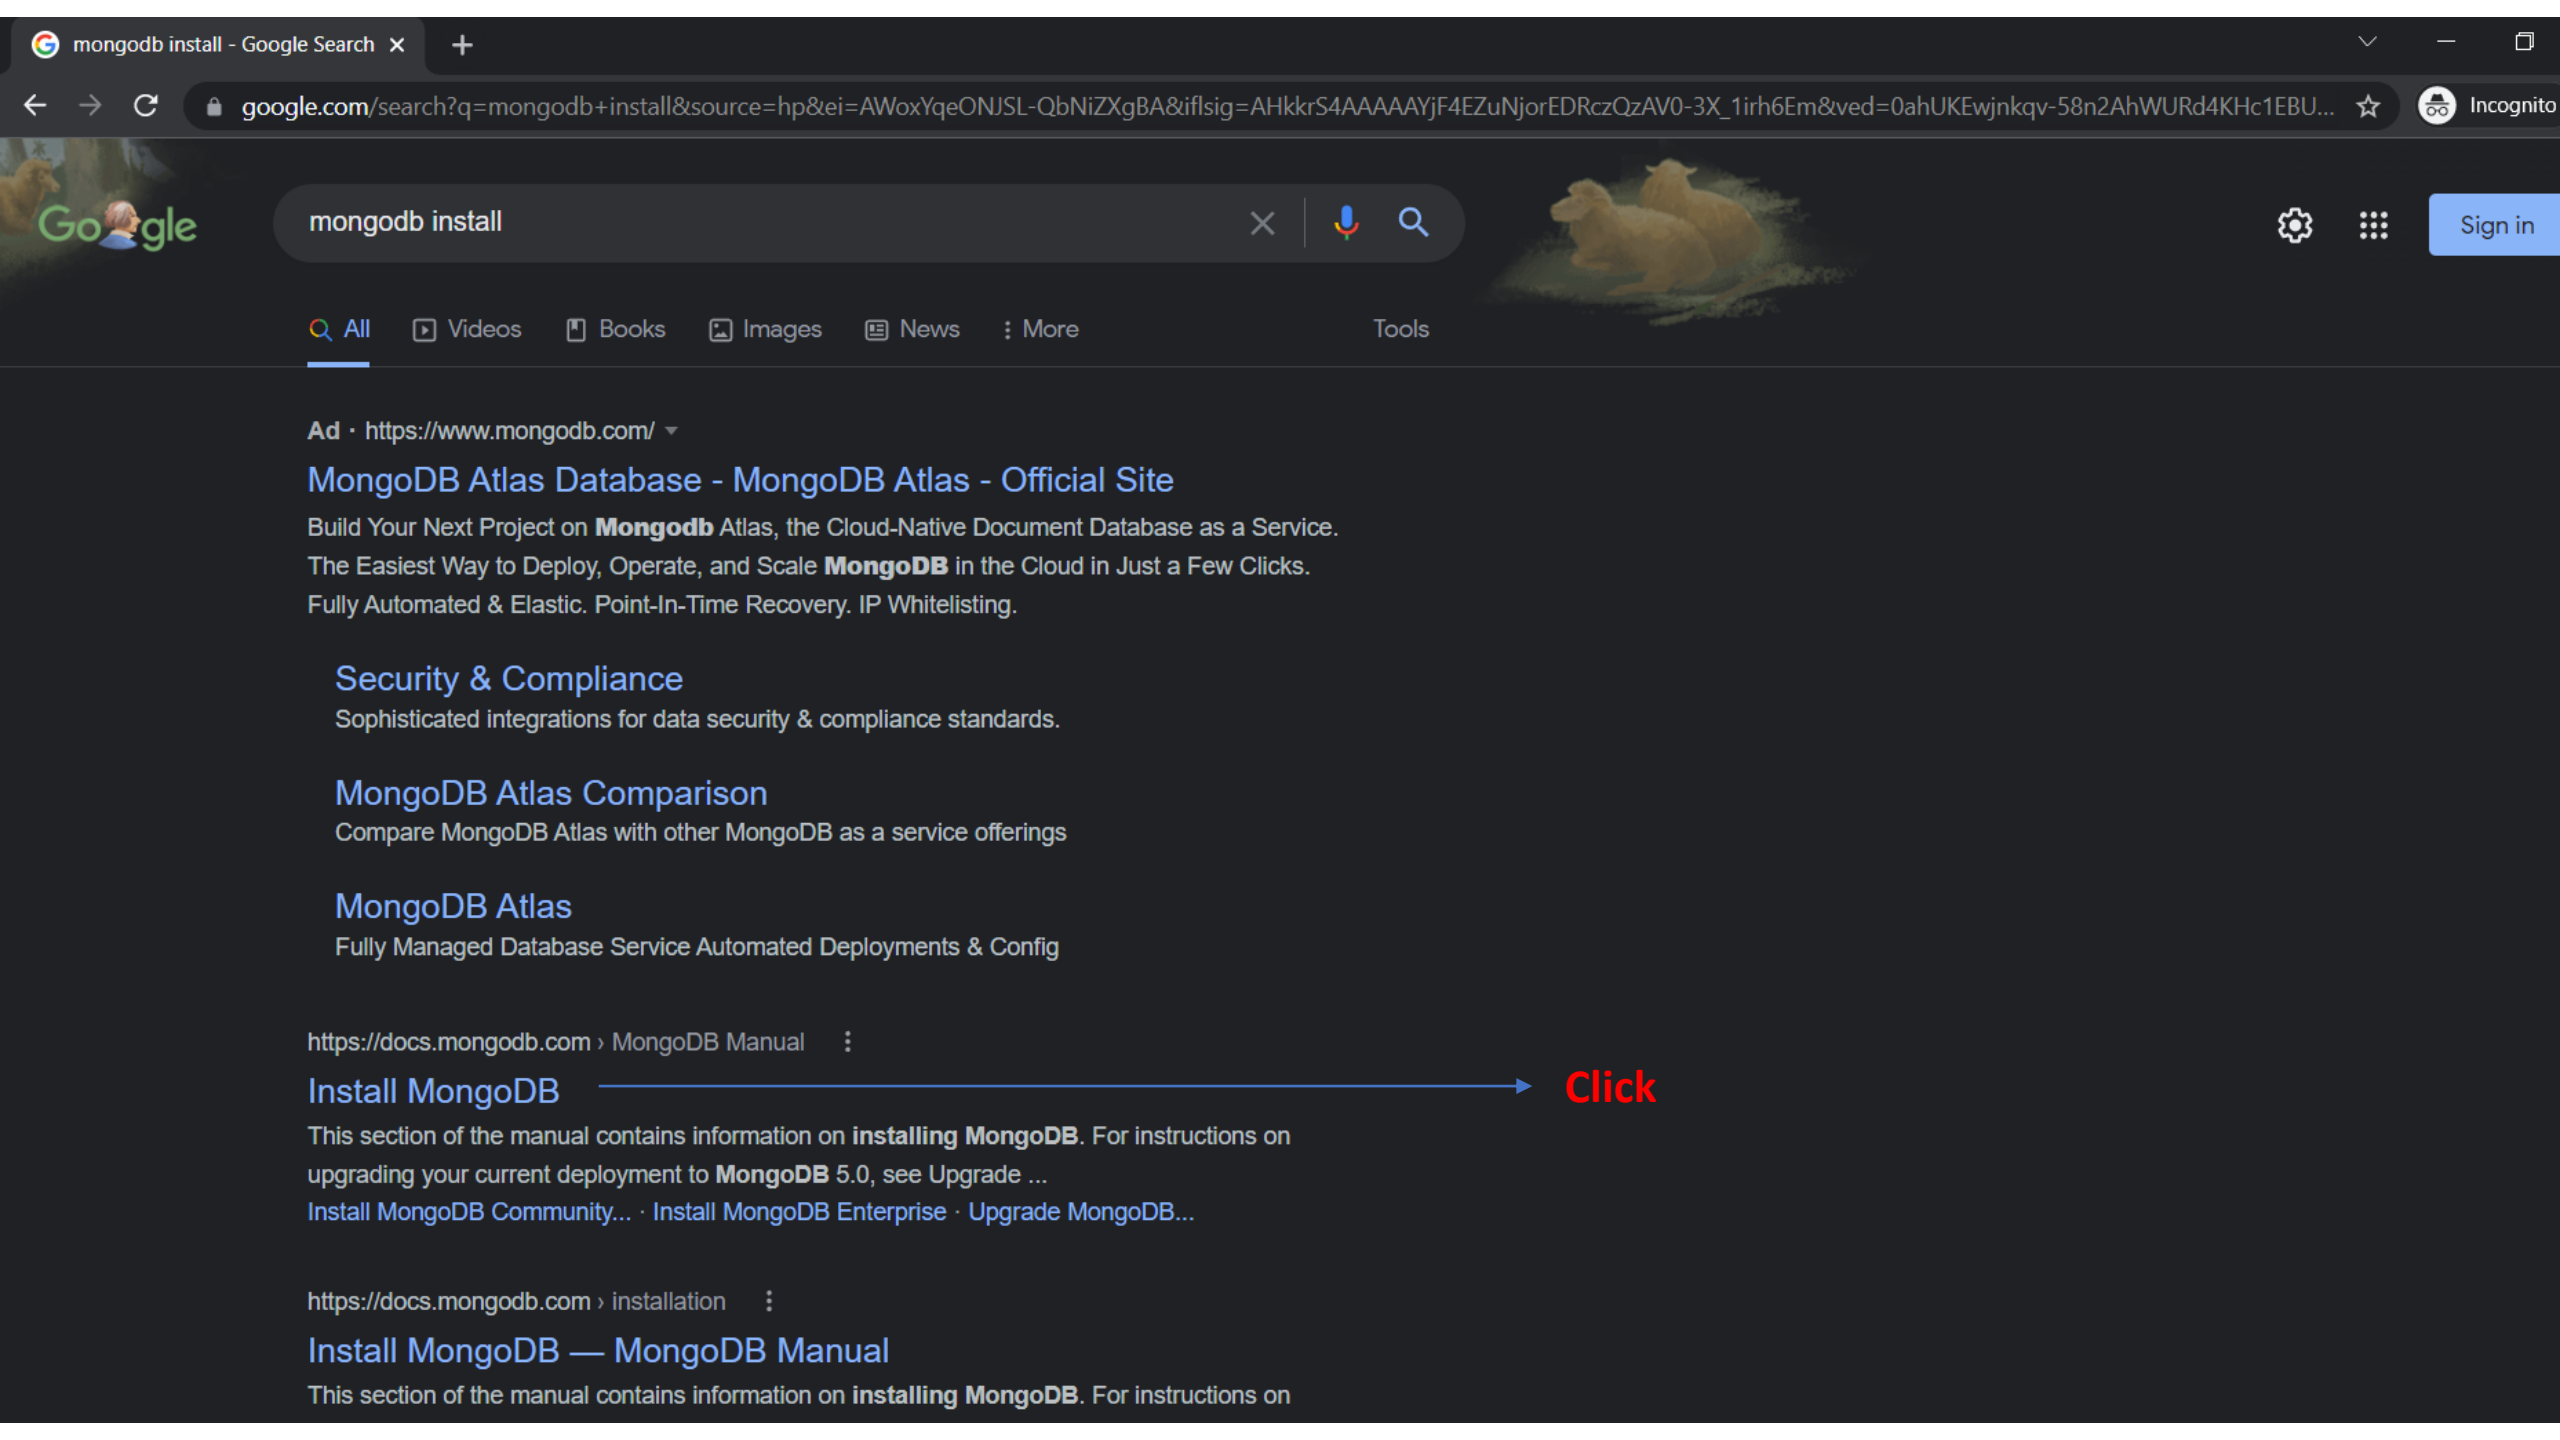 mongodb install - Google Search
google.com/search?q=mongodb+install&source=hp&ei=AWoxYqeONJSL-QbNiZXgBA&iflsig=AHkkrS4AAAAAYjF4EZuNjorEDRczQzAV0-3X_1irh6Em&ved=0ahUKEwjnkqv-58n2AhWURd4KHc1EBU...
Incognito
Google
mongodb install
Sign in
All Videos Books Images News More Tools
Ad · https://www.mongodb.com/
MongoDB Atlas Database - MongoDB Atlas - Official Site
Build Your Next Project on Mongodb Atlas, the Cloud-Native Document Database as a Service.
The Easiest Way to Deploy, Operate, and Scale MongoDB in the Cloud in Just a Few Clicks.
Fully Automated & Elastic. Point-In-Time Recovery. IP Whitelisting.
Security & Compliance
Sophisticated integrations for data security & compliance standards.
MongoDB Atlas Comparison
Compare MongoDB Atlas with other MongoDB as a service offerings
MongoDB Atlas
Fully Managed Database Service Automated Deployments & Config
https://docs.mongodb.com › MongoDB Manual
Install MongoDB
Click
This section of the manual contains information on installing MongoDB. For instructions on
upgrading your current deployment to MongoDB 5.0, see Upgrade ...
Install MongoDB Community... · Install MongoDB Enterprise · Upgrade MongoDB...
https://docs.mongodb.com › installation
Install MongoDB — MongoDB Manual
This section of the manual contains information on installing MongoDB. For instructions on